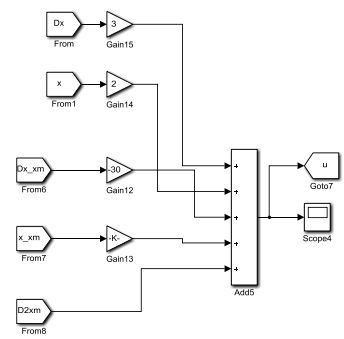 Dx
3
From
Gain15
x
2
From1
Gain14
Dx_xm
-30
From6
Gain12
x_xm
-K-
From7
Gain13
D2xm
From8
+
+
+
+
+
Add5
u
Goto7
Scope4